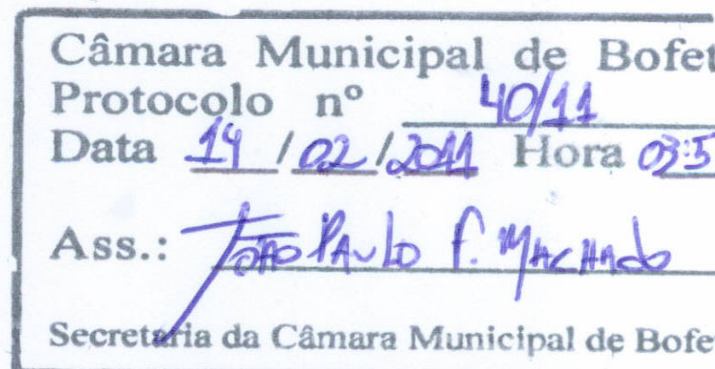 Câmara Municipal de Bofet
Protocolo nº 40/11
Data 14/02/2011 Hora 03:5
Ass.: João Paulo F. Machado
Secretaria da Câmara Municipal de Bofe